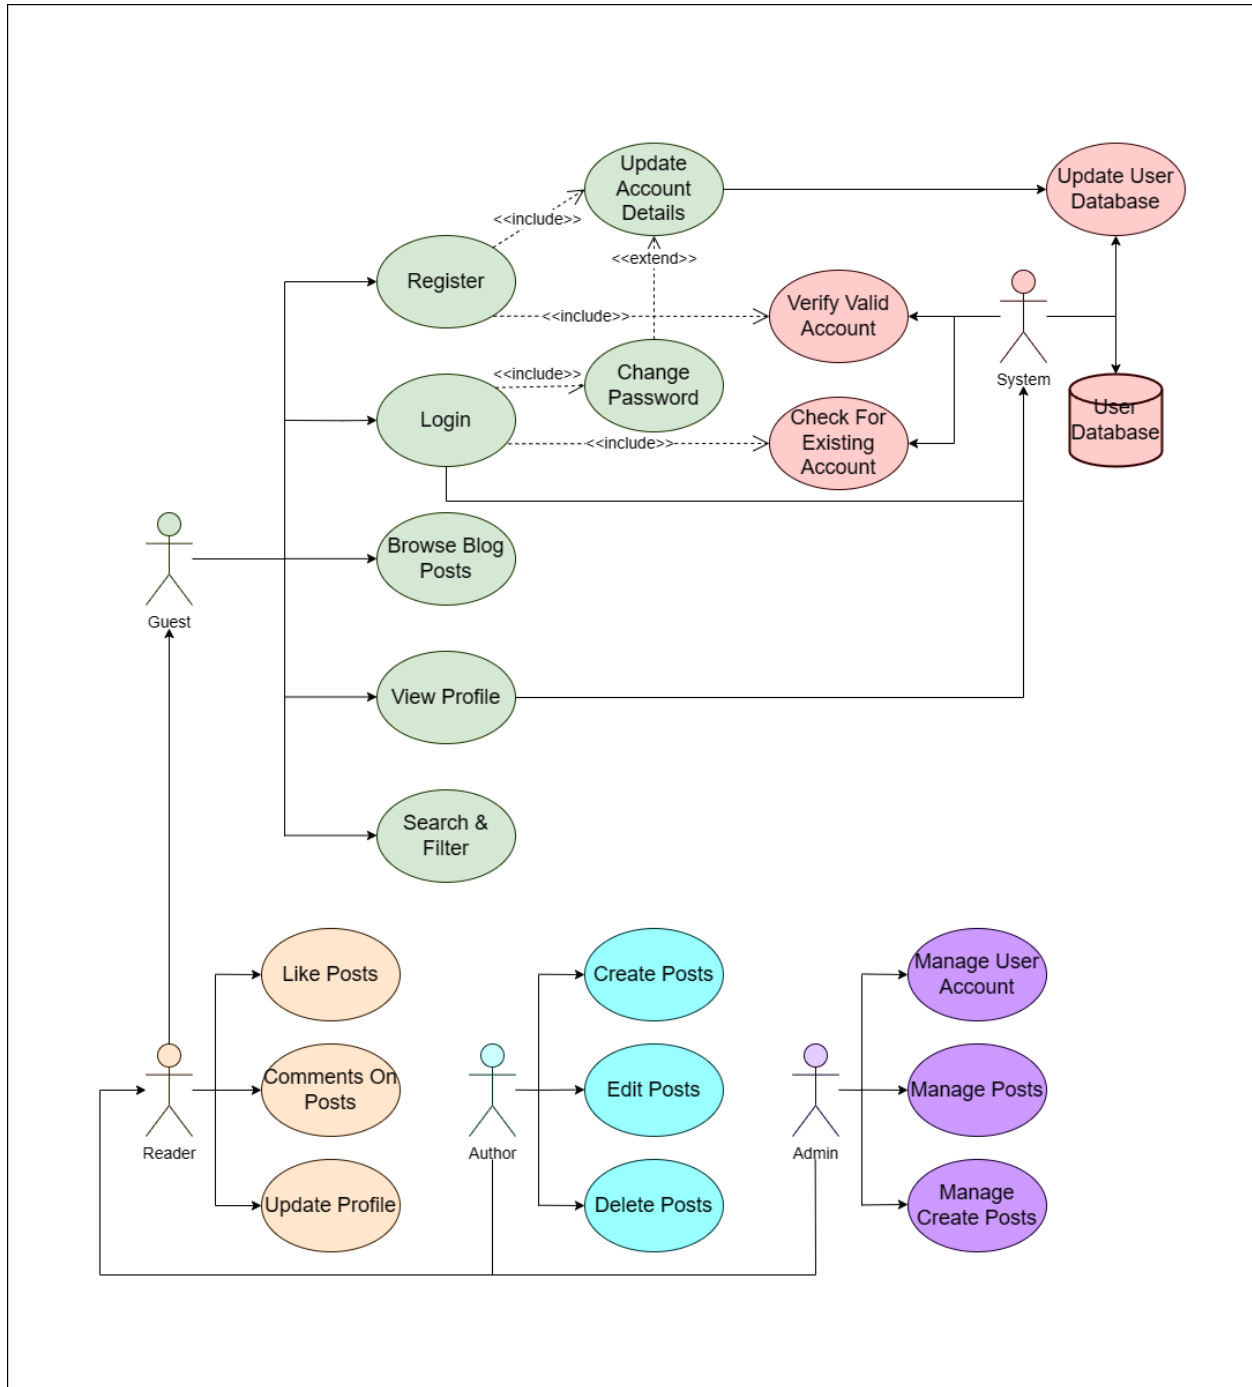 Update
Account
Details
Update User
Database
<<include>>
<<extend>>
Register
Verify Valid
Account
<<include>>
System
<<include>>
Change
Password
Login
Check For
Existing
Account
<<include>>
User
Database
Browse Blog
Posts
Guest
View Profile
Search &
Filter
Like Posts
Create Posts
Manage User
Account
Comments On
Posts
Edit Posts
Manage Posts
Reader
Author
Admin
Update Profile
Delete Posts
Manage
Create Posts